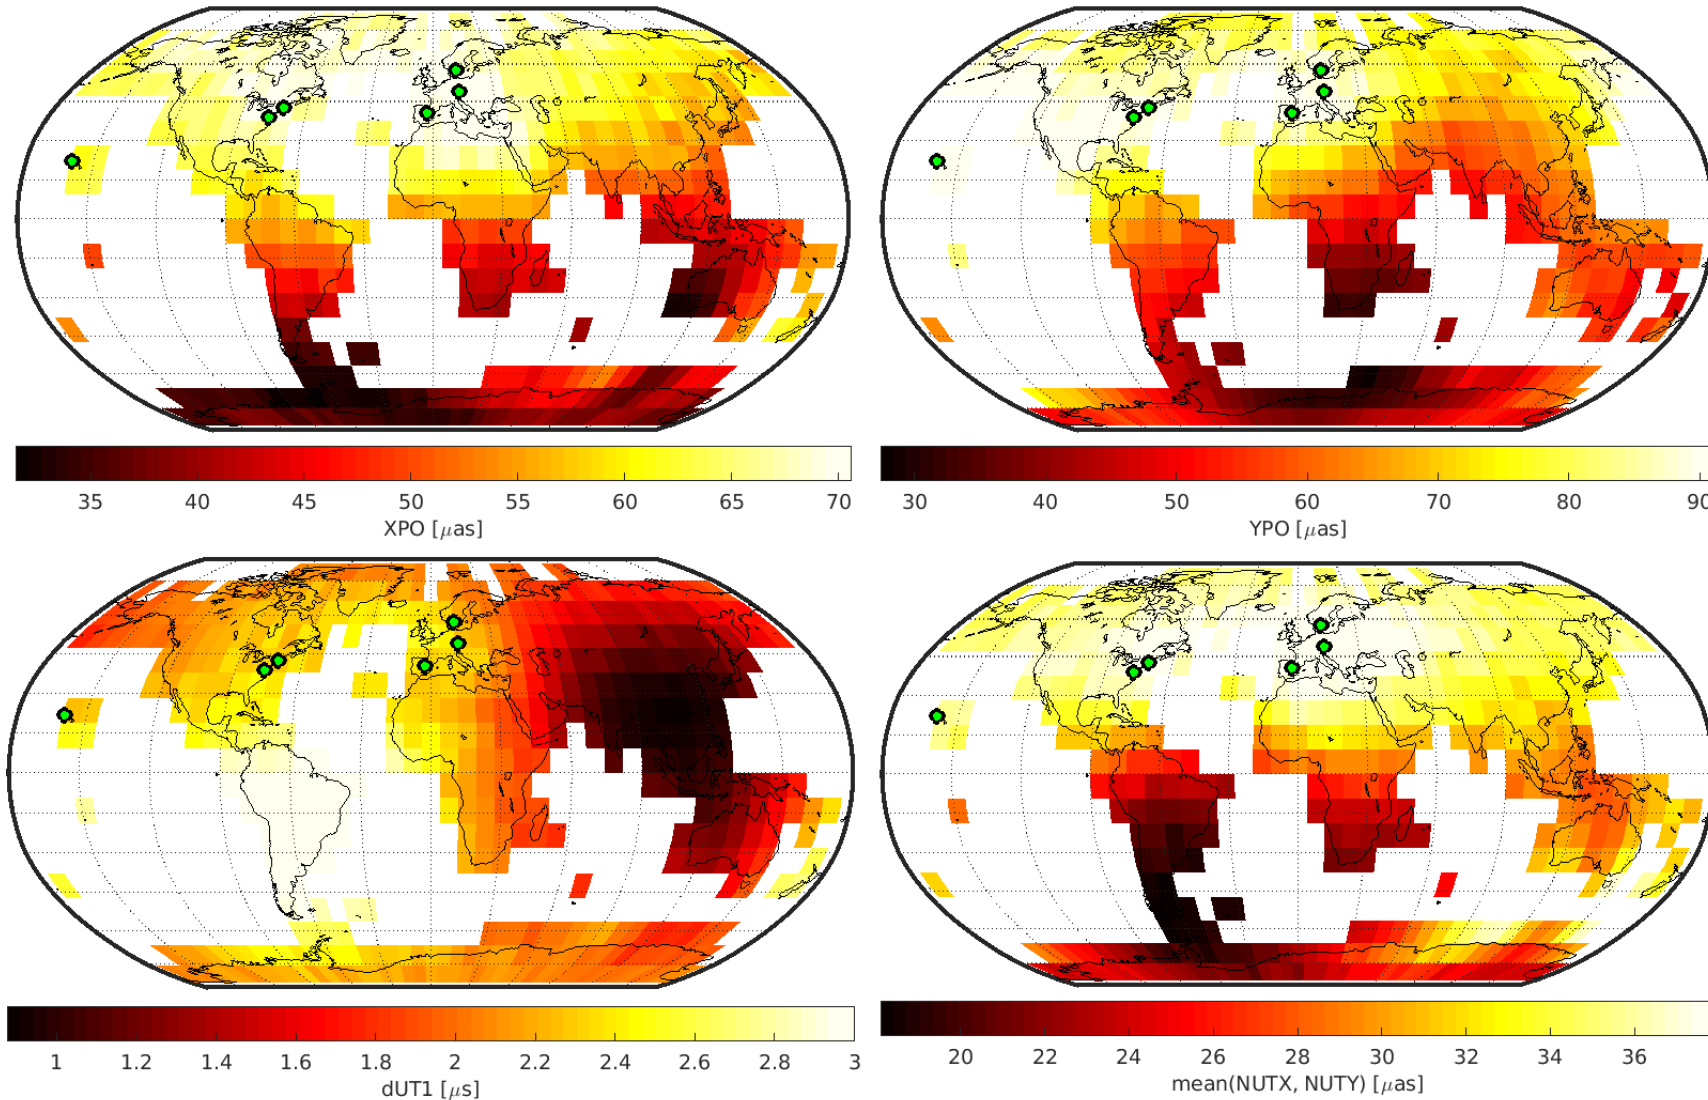 35 40 45 50 55 60 65 70
XPO [μas]
30 40 50 60 70 80 90
YPO [μas]
1 1.2 1.4 1.6 1.8 2 2.2 2.4 2.6 2.8 3
dUT1 [μs]
20 22 24 26 28 30 32 34 36
mean(NUTX, NUTY) [μas]